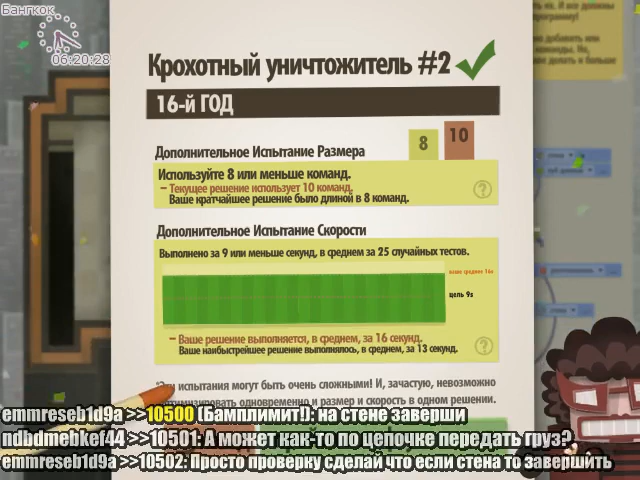 Бангкок
06:20:28
Крохотный уничтожитель #2
16-й ГОД
Дополнительное Испытание Размера
8
10
Используйте 8 или меньше команд.
– Текущее решение использует 10 команд.
Ваше кратчайшее решение было длиной в 8 команд.
?
Дополнительное Испытание Скорости
Выполнено за 9 или меньше секунд, в среднем за 25 случайных тестов.
ваше среднее 16s
цель 9s
– Ваше решение выполняется, в среднем, за 16 секунд.
Ваше наибыстрейшее решение выполнялось, в среднем, за 13 секунд.
?
испытания могут быть очень сложными! И, зачастую, невозможно
одновременно и размер и скорость в одном решении.
emmreseb1d9a >>10500 (Бамплимит!): на стене заверши
ndbdmebkef44 >>10501: А может как-то по цепочке передать груз?
emmreseb1d9a >>10502: Просто проверку сделай что если стена то завершить